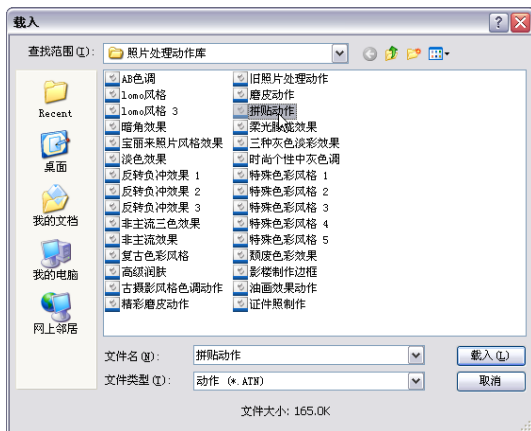 载入
查找范围(I):
照片处理动作库
Recent
桌面
我的文档
我的电脑
网上邻居
AB色调
lomo风格
lomo风格 3
暗角效果
宝丽来照片风格效果
淡色效果
反转负冲效果 1
反转负冲效果 2
反转负冲效果 3
非主流三色效果
非主流效果
复古色彩风格
高级润肤
古摄影风格色调动作
精彩磨皮动作
旧照片处理动作
磨皮动作
拼贴动作
三种灰色淡彩效果
时尚个性中灰色调
特殊色彩风格 1
特殊色彩风格 2
特殊色彩风格 3
特殊色彩风格 4
特殊色彩风格 5
颓废色彩效果
影楼制作边框
油画效果动作
证件照制作
文件名(N):
拼贴动作
载入(L)
文件类型(T):
动作 (*.ATN)
取消
文件大小: 165.0K